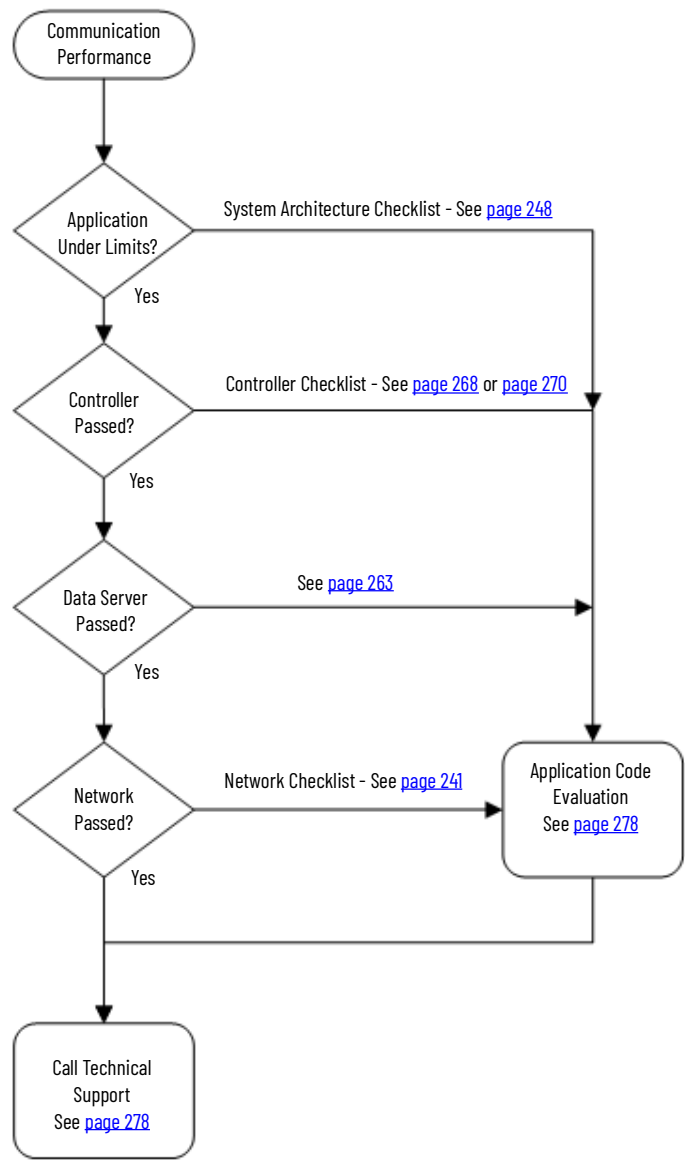 Communication
Performance
Application
Under Limits?
System Architecture Checklist - See page 248
Yes
Controller
Passed?
Controller Checklist - See page 268 or page 270
Yes
Data Server
Passed?
See page 263
Yes
Network
Passed?
Network Checklist - See page 241
Application Code
Evaluation
See page 278
Yes
Call Technical
Support
See page 278